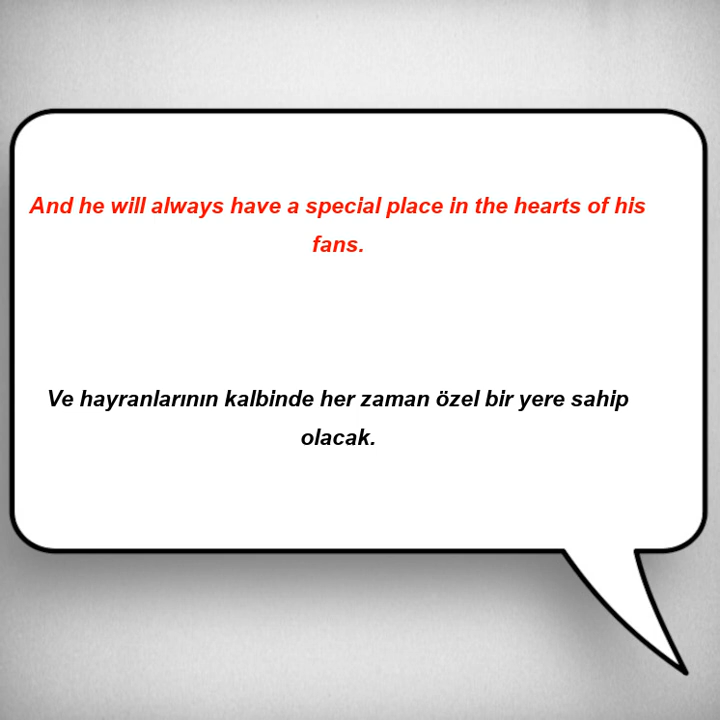 And he will always have a special place in the hearts of his
fans.
Ve hayranlarının kalbinde her zaman özel bir yere sahip
olacak.